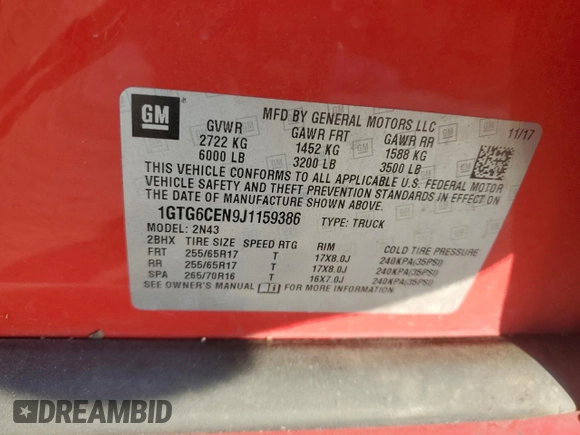 GM
MFD BY GENERAL MOTORS LLC
11/17
GVWR GAWR FRT GAWR RR
2722 KG 1452 KG 1588 KG
6000 LB 3200 LB 3500 LB
THIS VEHICLE CONFORMS TO ALL APPLICABLE U.S. FEDERAL MOTOR
VEHICLE SAFETY AND THEFT PREVENTION STANDARDS IN EFFECT ON
THE DATE OF MANUFACTURE SHOWN ABOVE.
1GTG6CEN9J1159386 TYPE: TRUCK
MODEL: 2N43
2BHX TIRE SIZE SPEED RTG RIM COLD TIRE PRESSURE
FRT 255/65R17 T 17X8.0J 240KPA(35PSI)
RR 255/65R17 T 17X8.0J 240KPA(35PSI)
SPA 265/70R16 T 16X7.0J 240KPA(35PSI)
SEE OWNER'S MANUAL FOR MORE INFORMATION
DREAMBID